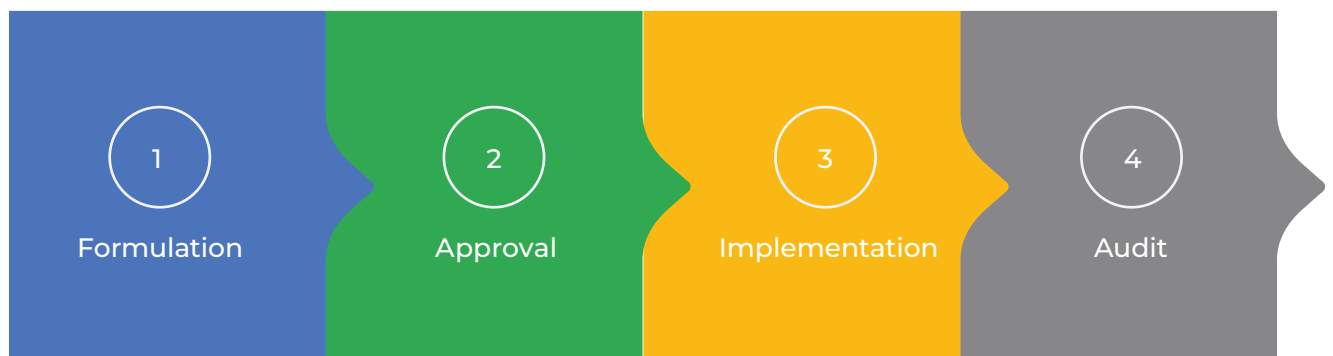 1
Formulation
2
Approval
3
Implementation
4
Audit